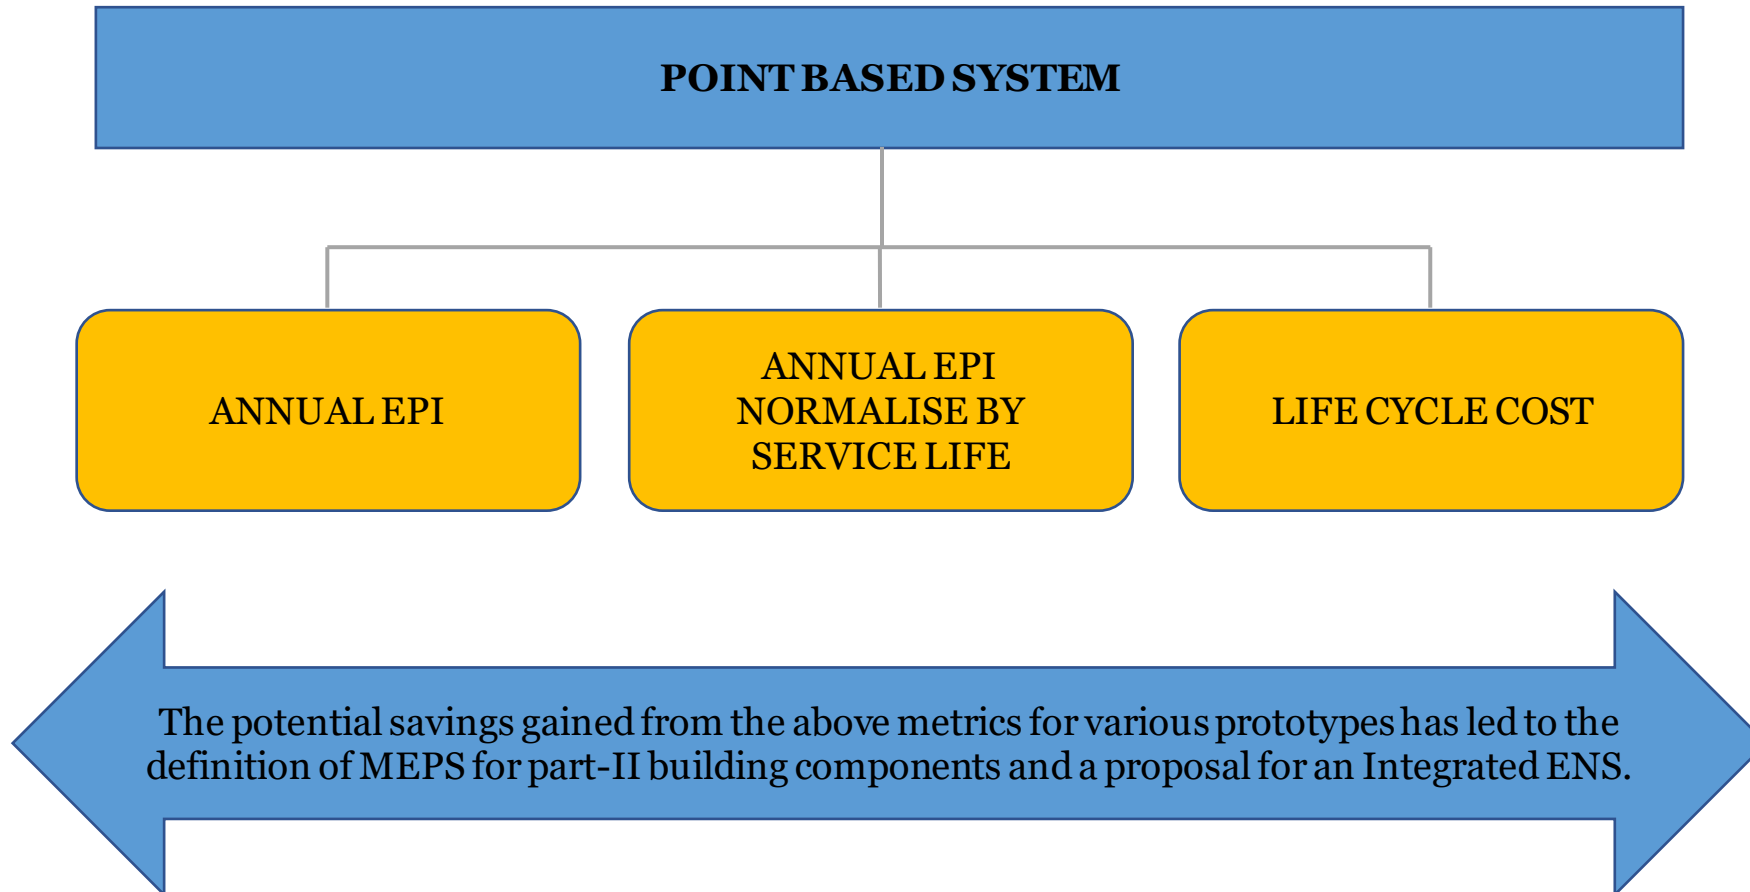 POINT BASED SYSTEM
ANNUAL EPI
ANNUAL EPI
NORMALISE BY
SERVICE LIFE
LIFE CYCLE COST
The potential savings gained from the above metrics for various prototypes has led to the
definition of MEPS for part-II building components and a proposal for an Integrated ENS.